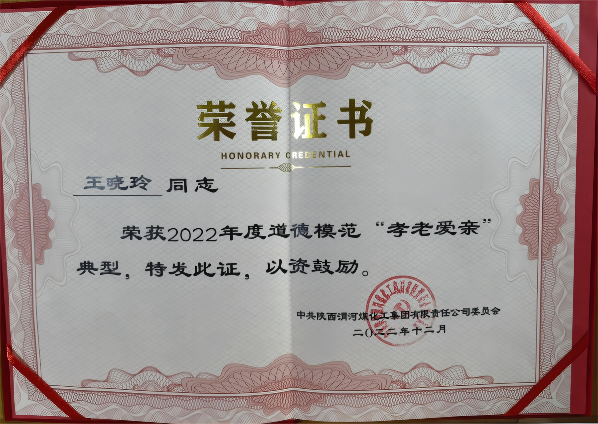 荣誉证书
HONORARY CREDENTIAL
王晓玲 同志
荣获2022年度道德模范“孝老爱亲”
典型，特发此证，以资鼓励。
中共陕西渭河煤化工集团有限责任公司委员会
二〇二二年十二月